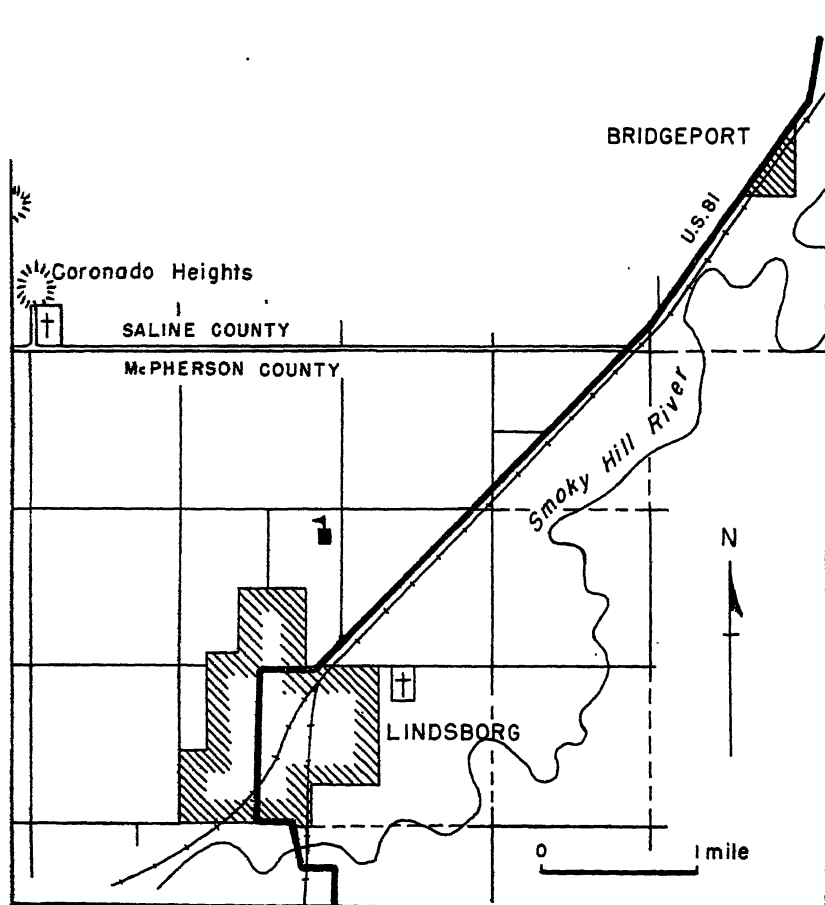 BRIDGEPORT
U.S. 81
Coronado Heights
SALINE COUNTY
McPHERSON COUNTY
Smoky Hill River
N
LINDSBORG
0 1 mile